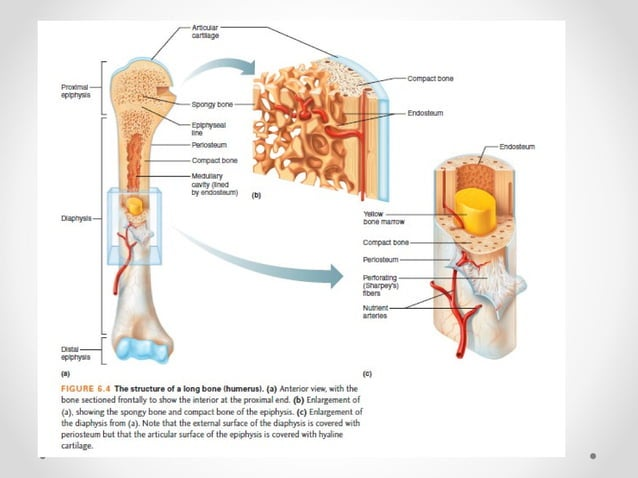 Articular
cartilage
Proximal
epiphysis
Spongy bone
Epiphyseal
line
Periosteum
Compact bone
Medullary
cavity (lined
by endosteum)
Diaphysis
Distal
epiphysis
(a)
Compact bone
Endosteum
(b)
Endosteum
Yellow
bone marrow
Compact bone
Periosteum
Perforating
(Sharpey's)
fibers
Nutrient
arteries
(c)
FIGURE 6.4 The structure of a long bone (humerus). (a) Anterior view, with the
bone sectioned frontally to show the interior at the proximal end. (b) Enlargement of
(a), showing the spongy bone and compact bone of the epiphysis. (c) Enlargement of
the diaphysis from (a). Note that the external surface of the diaphysis is covered with
periosteum but that the articular surface of the epiphysis is covered with hyaline
cartilage.